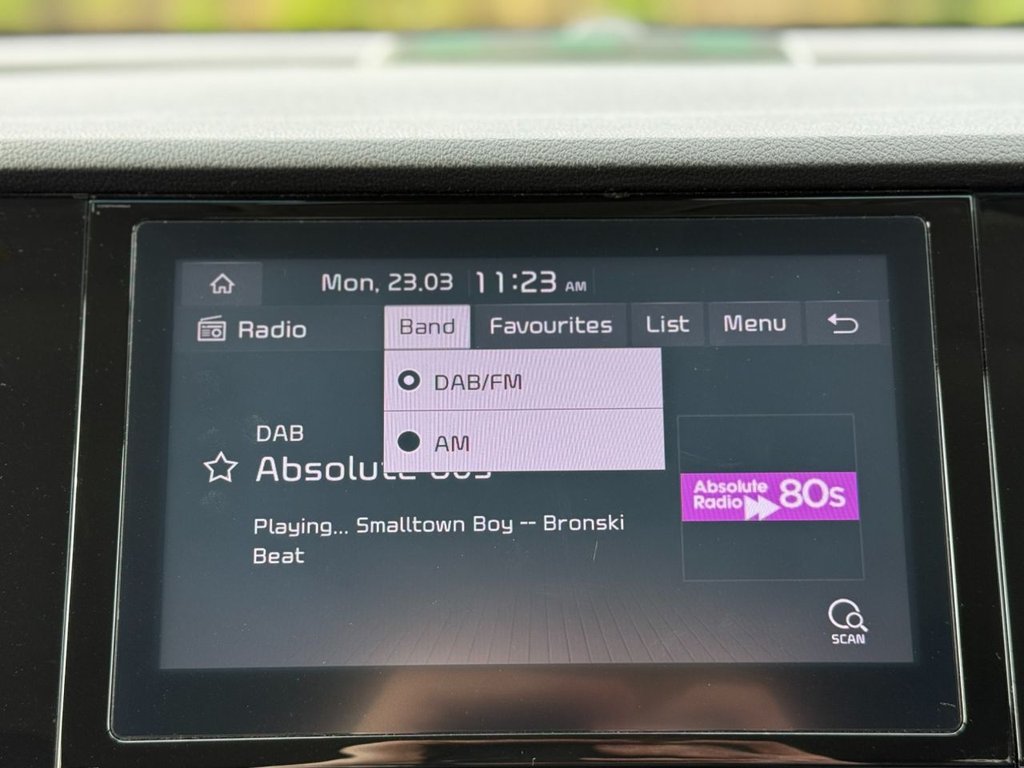 Mon, 23.03 11:23 AM
Radio Band Favourites List Menu
DAB/FM
AM
DAB
Absolute 80s
Absolute
Radio 80s
Playing... Smalltown Boy -- Bronski
Beat
SCAN